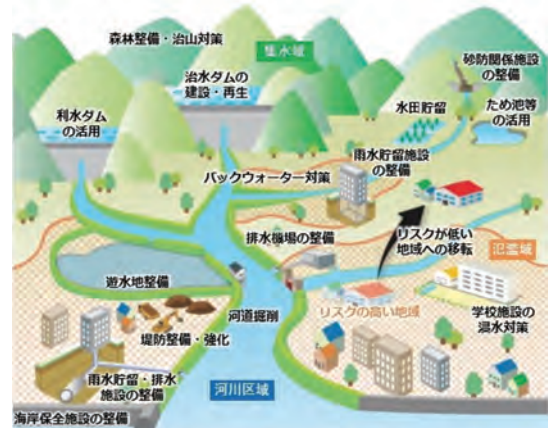 森林整備・治山対策
集水域
砂防関係施設
の整備
治水ダムの
建設・再生
水田貯留
ため池等
の活用
利水ダム
の活用
雨水貯留施設
の整備
バックウォーター対策
排水機場の整備
リスクが低い
地域への移転
氾濫域
遊水地整備
河道掘削
リスクの高い地域
学校施設の
浸水対策
堤防整備・強化
雨水貯留・排水
施設の整備
河川区域
海岸保全施設の整備